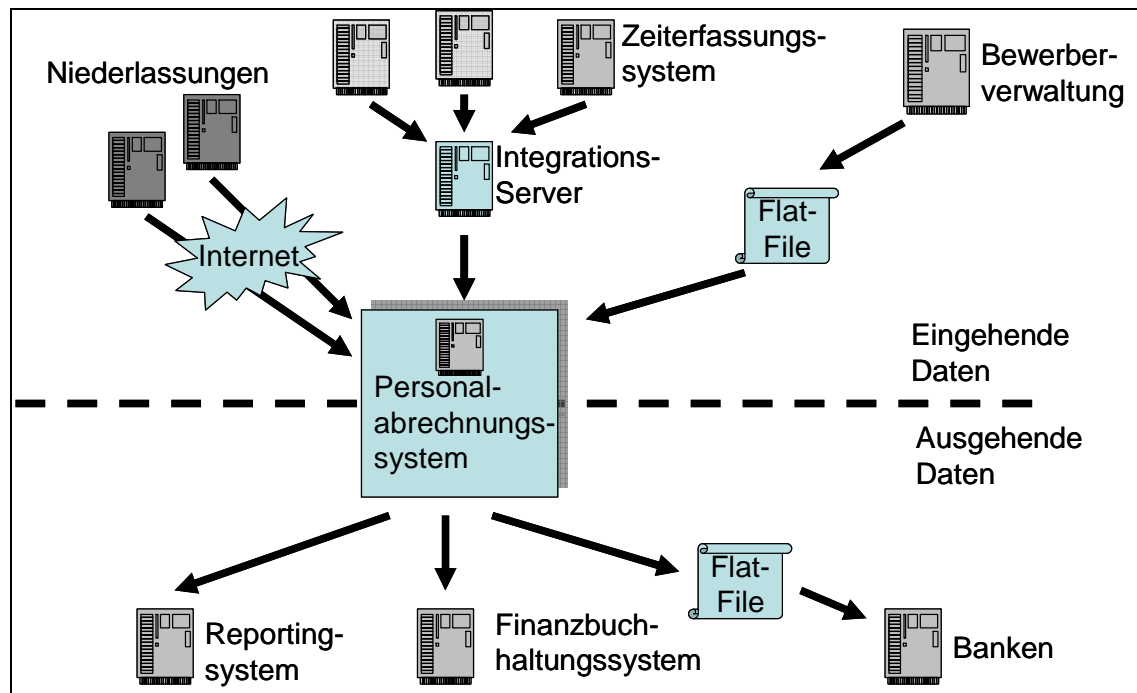 Niederlassungen
Zeiterfassungs-
system
Bewerber-
verwaltung
Integrations-
Server
Flat-
File
Internet
Eingehende
Daten
Personal-
abrechnungs-
system
Ausgehende
Daten
Reporting-
system
Finanzbuch-
haltungssystem
Flat-
File
Banken